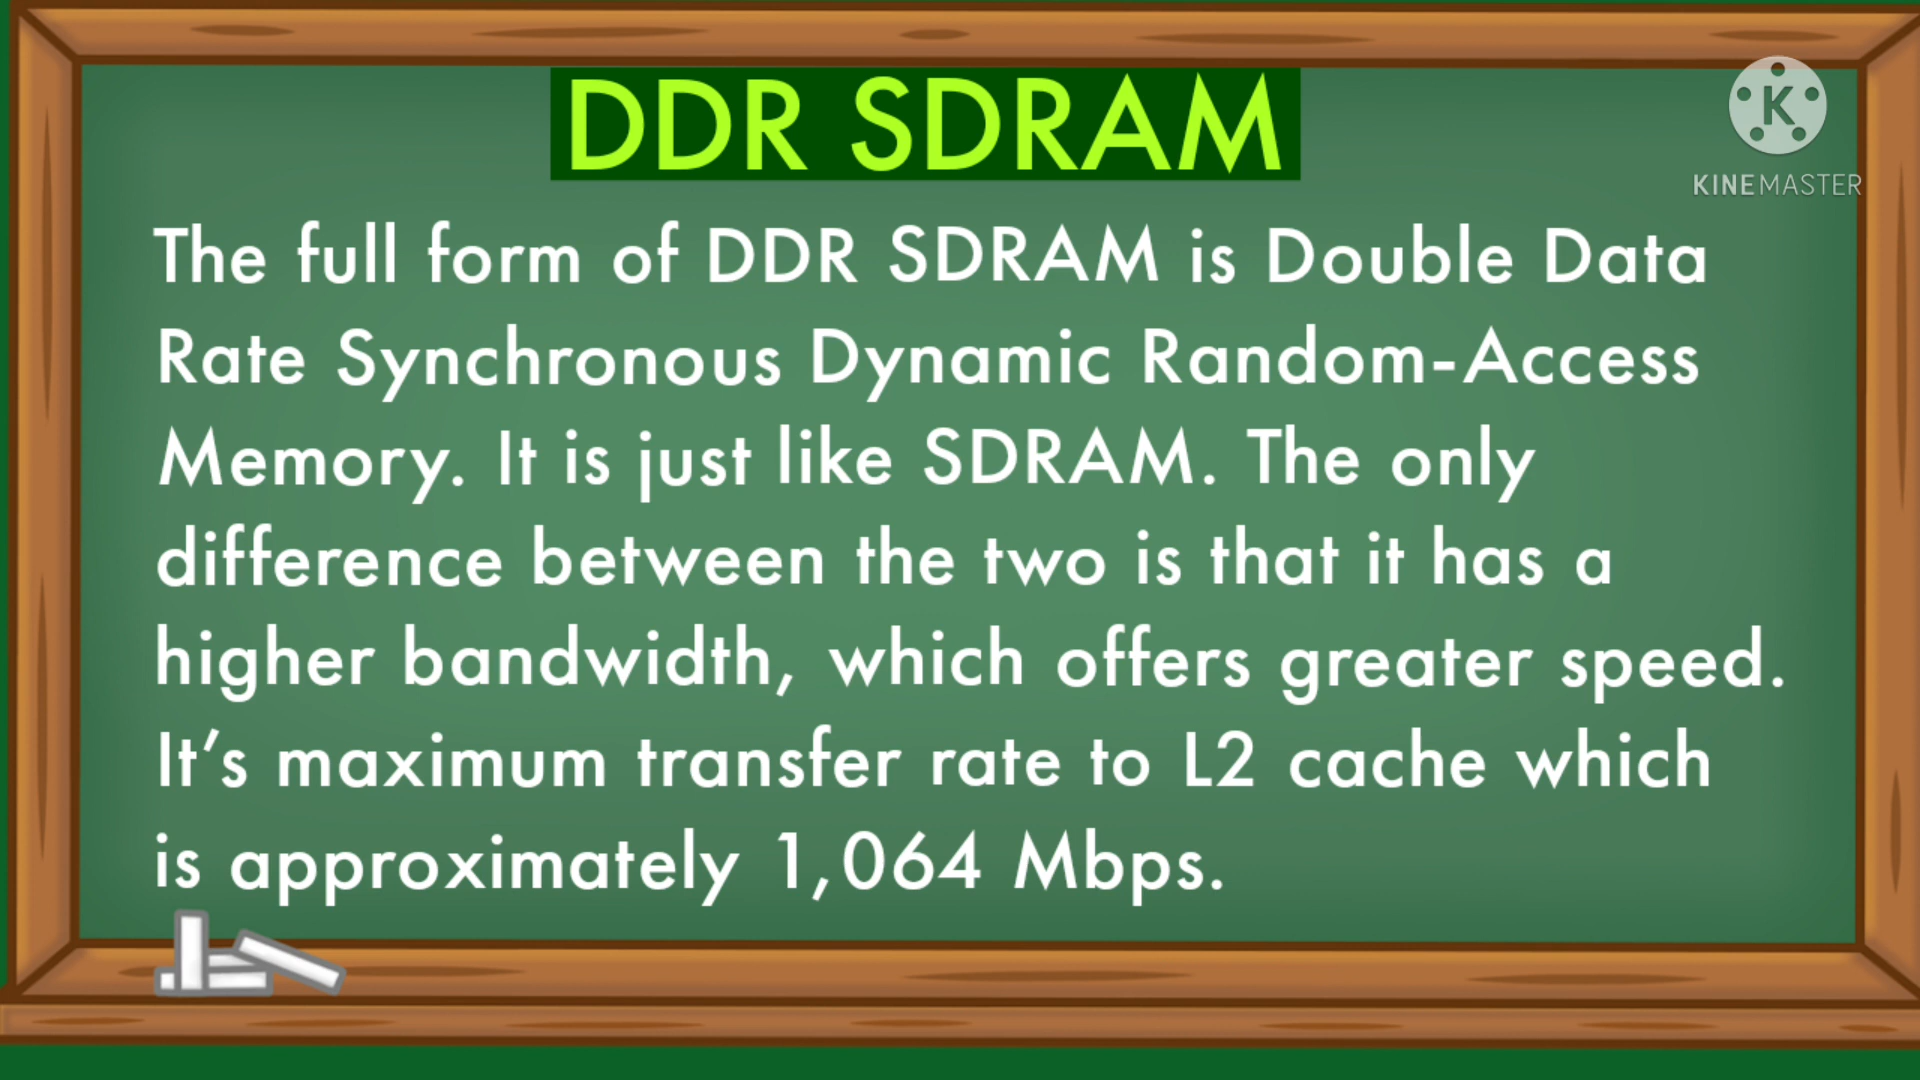 DDR SDRAM
KINEMASTER
The full form of DDR SDRAM is Double Data
Rate Synchronous Dynamic Random-Access
Memory. It is just like SDRAM. The only
difference between the two is that it has a
higher bandwidth, which offers greater speed.
It's maximum transfer rate to L2 cache which
is approximately 1,064 Mbps.